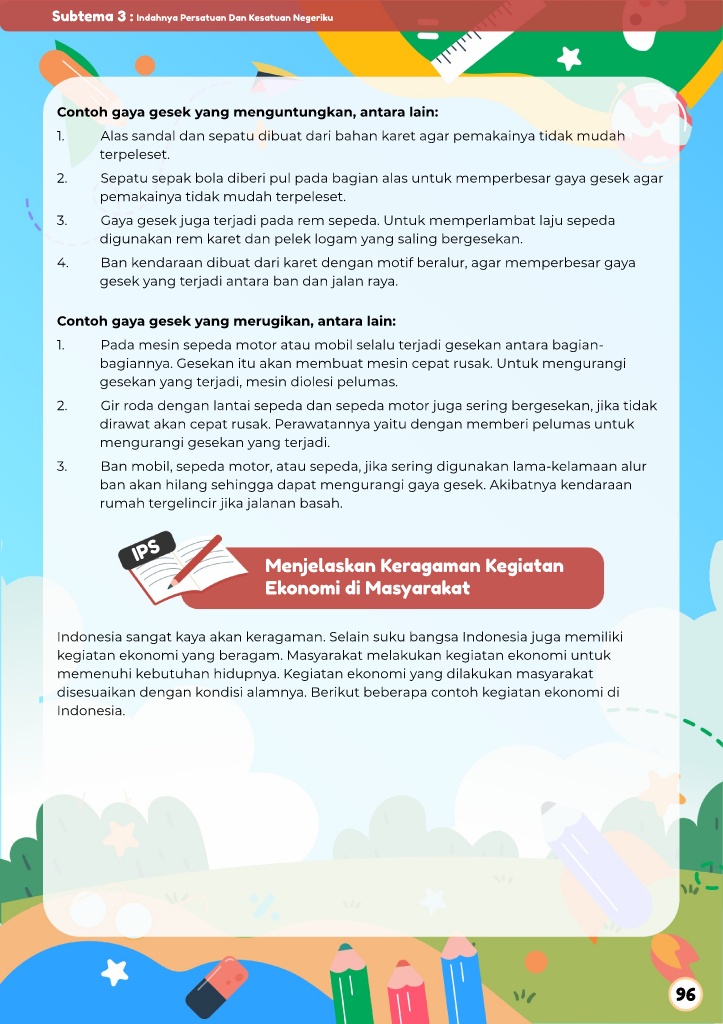 Subtema 3 : Indahnya Persatuan Dan Kesatuan Negeriku
Contoh gaya gesek yang menguntungkan, antara lain:
1. Alas sandal dan sepatu dibuat dari bahan karet agar pemakainya tidak mudah
terpeleset.
2. Sepatu sepak bola diberi pul pada bagian alas untuk memperbesar gaya gesek agar
pemakainya tidak mudah terpeleset.
3. Gaya gesek juga terjadi pada rem sepeda. Untuk memperlambat laju sepeda
digunakan rem karet dan pelek logam yang saling bergesekan.
4. Ban kendaraan dibuat dari karet dengan motif beralur, agar memperbesar gaya
gesek yang terjadi antara ban dan jalan raya.
Contoh gaya gesek yang merugikan, antara lain:
1. Pada mesin sepeda motor atau mobil selalu terjadi gesekan antara bagian-
bagiannya. Gesekan itu akan membuat mesin cepat rusak. Untuk mengurangi
gesekan yang terjadi, mesin diolesi pelumas.
2. Gir roda dengan lantai sepeda dan sepeda motor juga sering bergesekan, jika tidak
dirawat akan cepat rusak. Perawatannya yaitu dengan memberi pelumas untuk
mengurangi gesekan yang terjadi.
3. Ban mobil, sepeda motor, atau sepeda, jika sering digunakan lama-kelamaan alur
ban akan hilang sehingga dapat mengurangi gaya gesek. Akibatnya kendaraan
rumah tergelincir jika jalanan basah.
IPS
Menjelaskan Keragaman Kegiatan
Ekonomi di Masyarakat
Indonesia sangat kaya akan keragaman. Selain suku bangsa Indonesia juga memiliki
kegiatan ekonomi yang beragam. Masyarakat melakukan kegiatan ekonomi untuk
memenuhi kebutuhan hidupnya. Kegiatan ekonomi yang dilakukan masyarakat
disesuaikan dengan kondisi alamnya. Berikut beberapa contoh kegiatan ekonomi di
Indonesia.
96